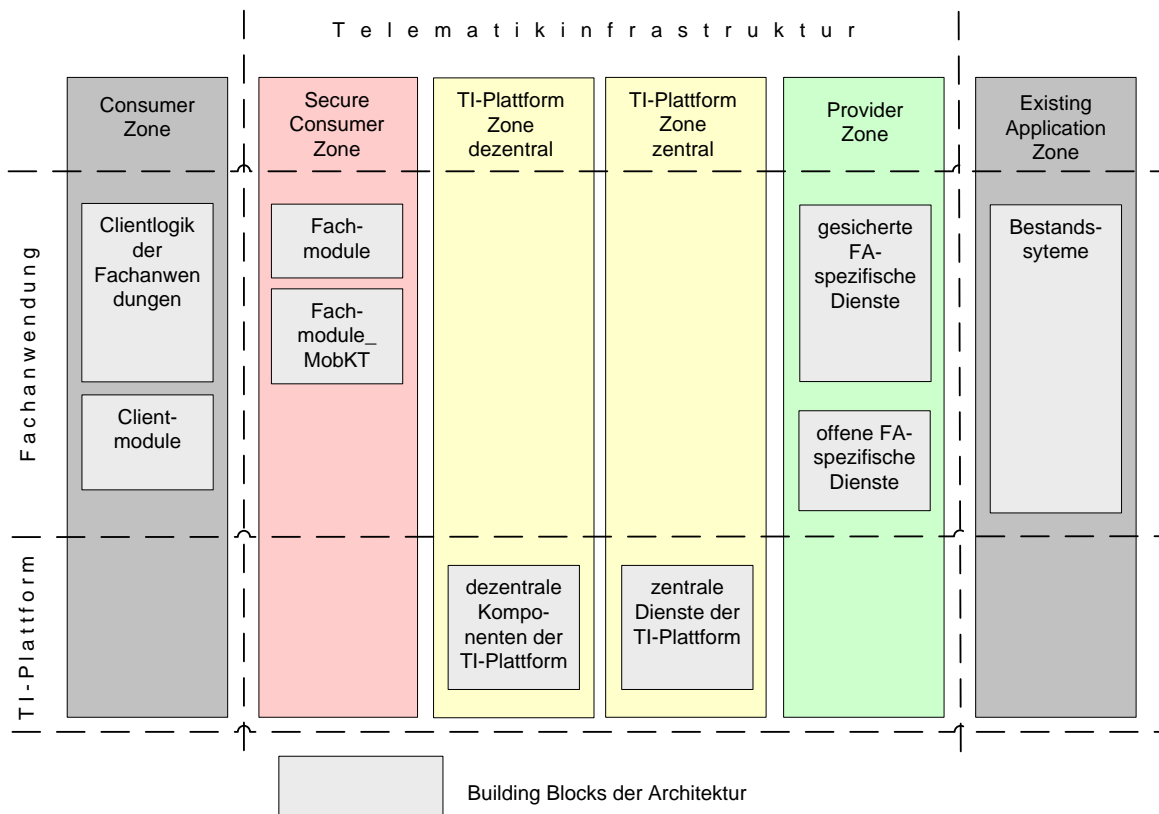 Telematikinfrastruktur
Consumer
Zone
Secure
Consumer
Zone
TI-Plattform
Zone
dezentral
TI-Plattform
Zone
zentral
Provider
Zone
Existing
Application
Zone
Fachanwendung
Clientlogik
der
Fachanwen
dungen
Client-
module
Fach-
module
Fach-
module_
MobKT
gesicherte
FA-
spezifische
Dienste
offene FA-
spezifische
Dienste
Bestands-
syteme
TI-Plattform
dezentrale
Kompo-
nenten der
TI-Plattform
zentrale
Dienste der
TI-Plattform
Building Blocks der Architektur